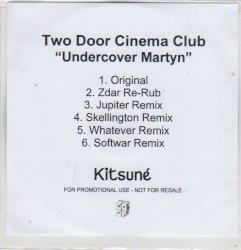 Two Door Cinema Club
"Undercover Martyn"
1. Original
2. Zdar Re-Rub
3. Jupiter Remix
4. Skellington Remix
5. Whatever Remix
6. Softwar Remix
Kitsuné
FOR PROMOTIONAL USE - NOT FOR RESALE